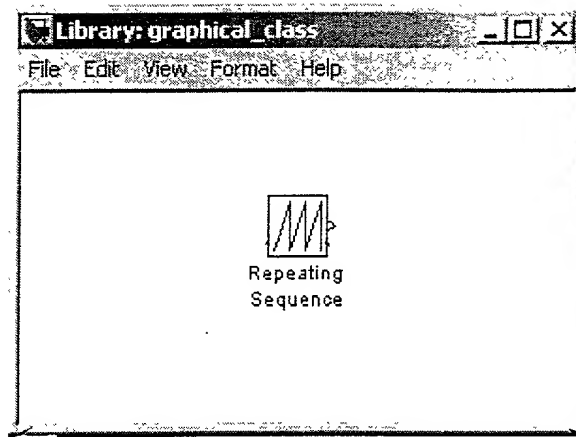 Library: graphical_class
File Edit View Format Help
Repeating
Sequence